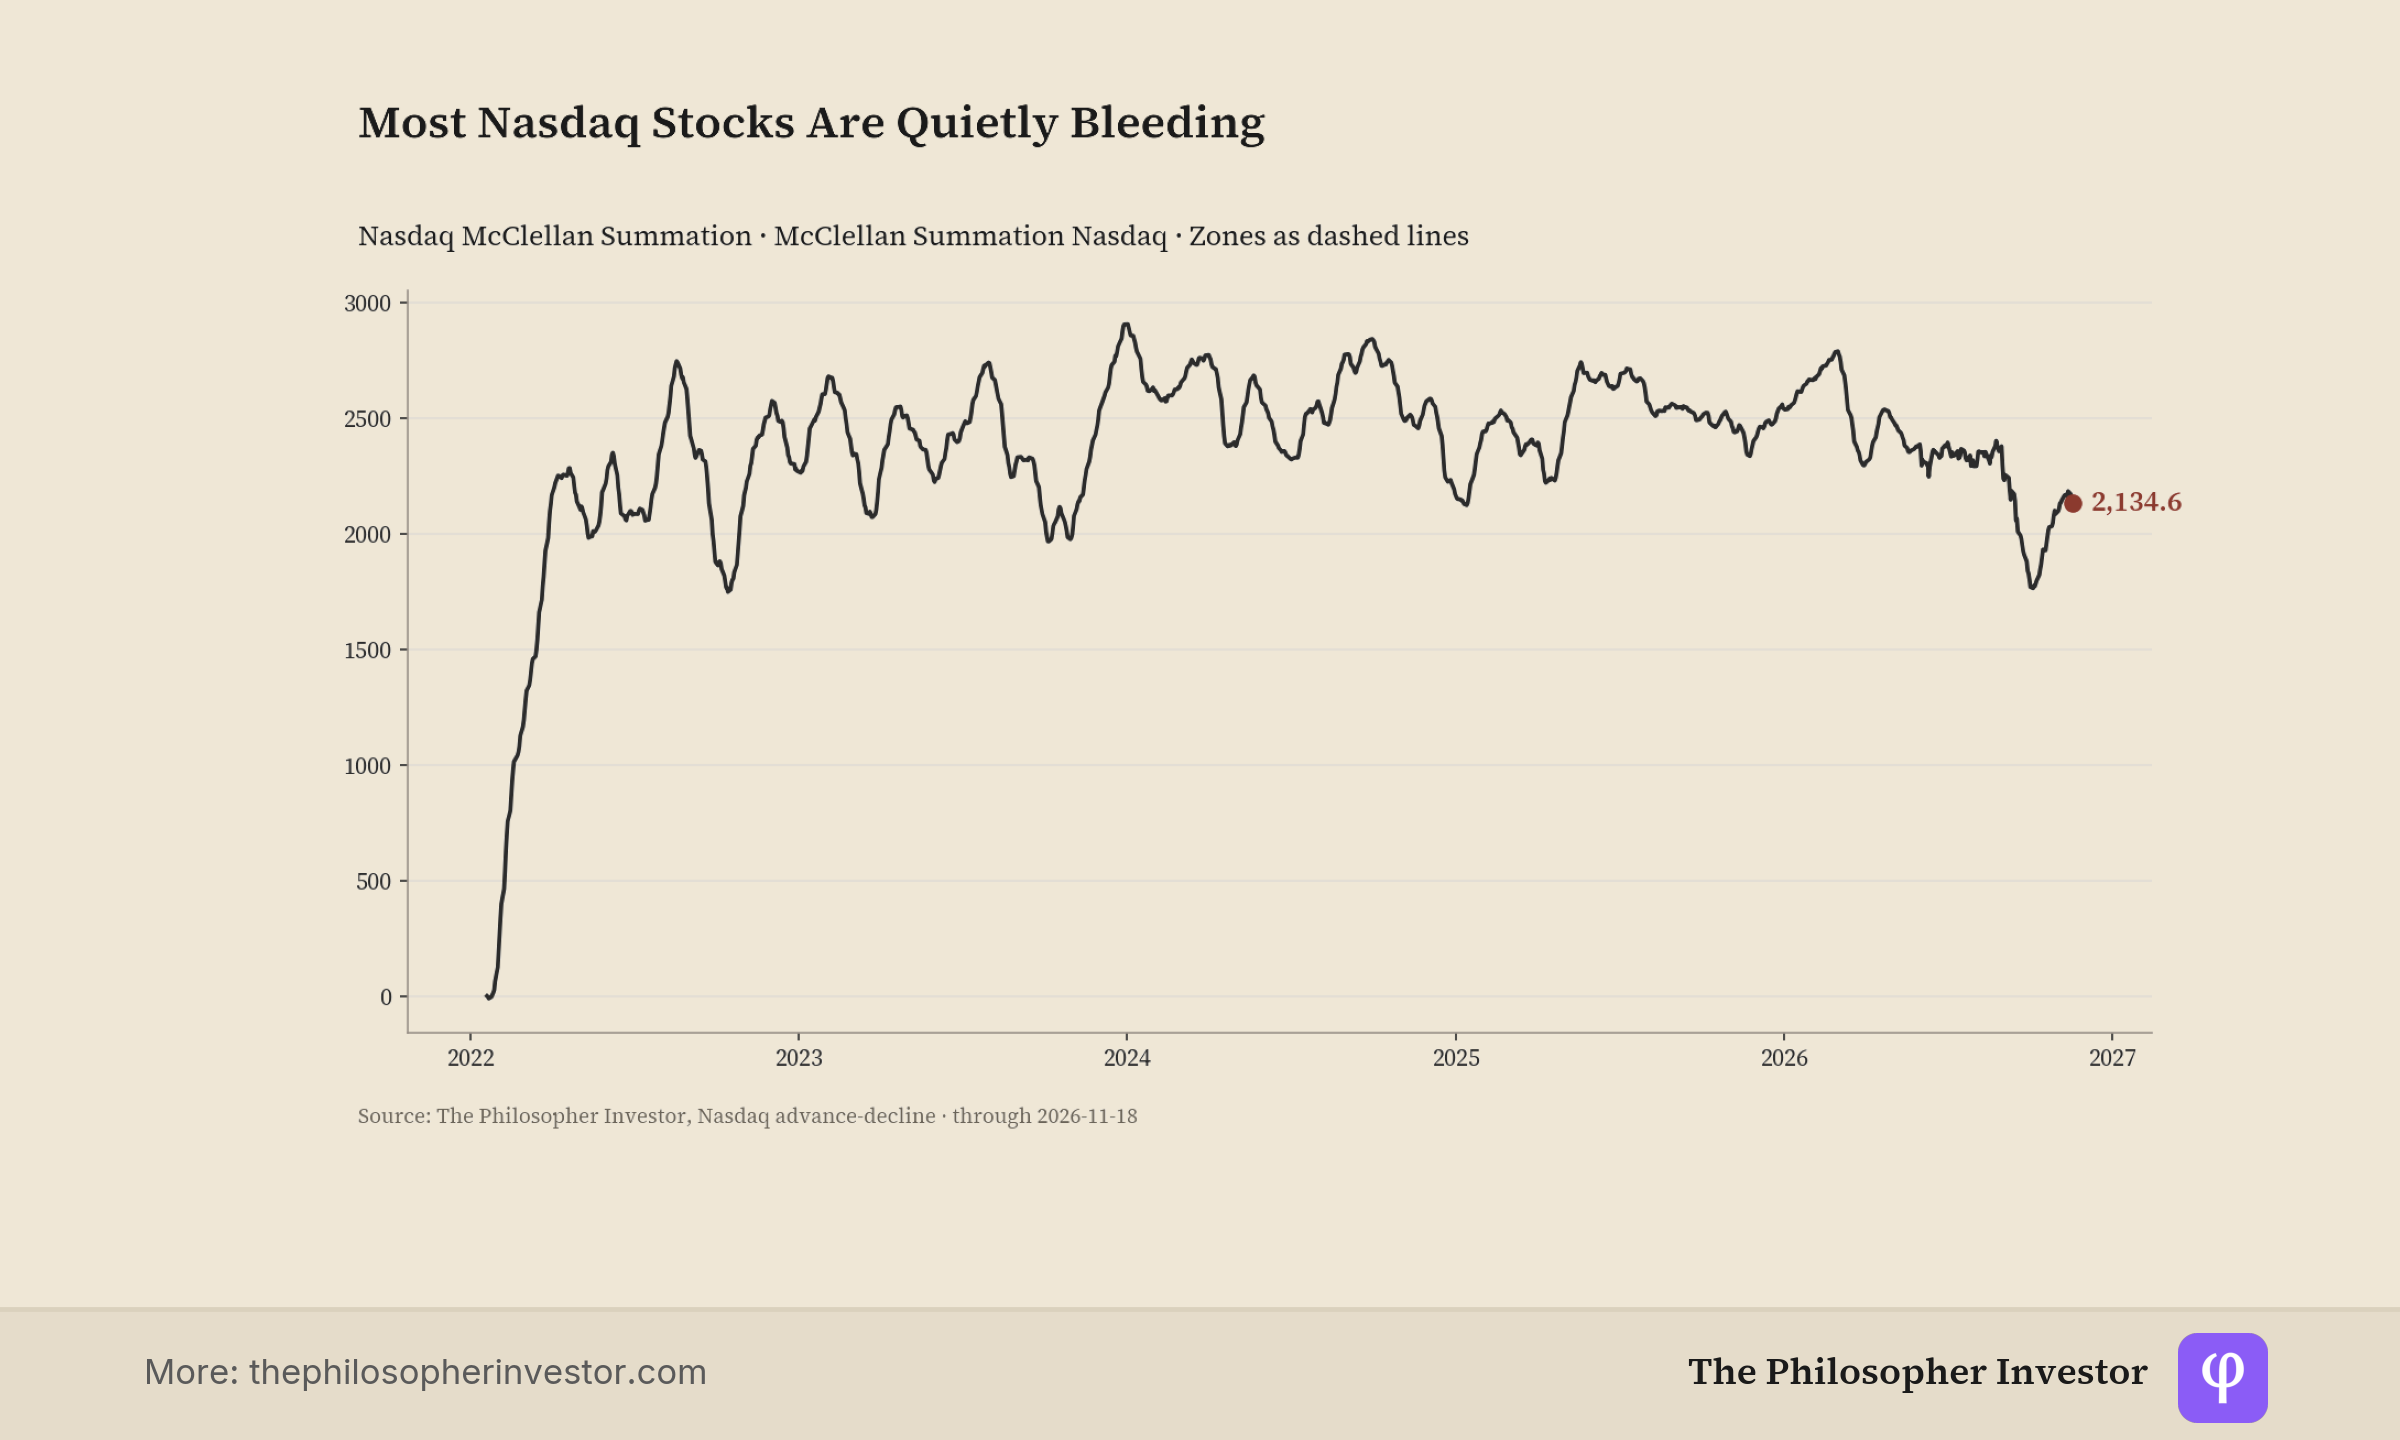 Most Nasdaq Stocks Are Quietly Bleeding
Nasdaq McClellan Summation · McClellan Summation Nasdaq · Zones as dashed lines
3000
2500
2000
1500
1000
500
0
2,134.6
2022 2023 2024 2025 2026 2027
Source: The Philosopher Investor, Nasdaq advance-decline · through 2026-11-18
More: thephilosopherinvestor.com
The Philosopher Investor φ